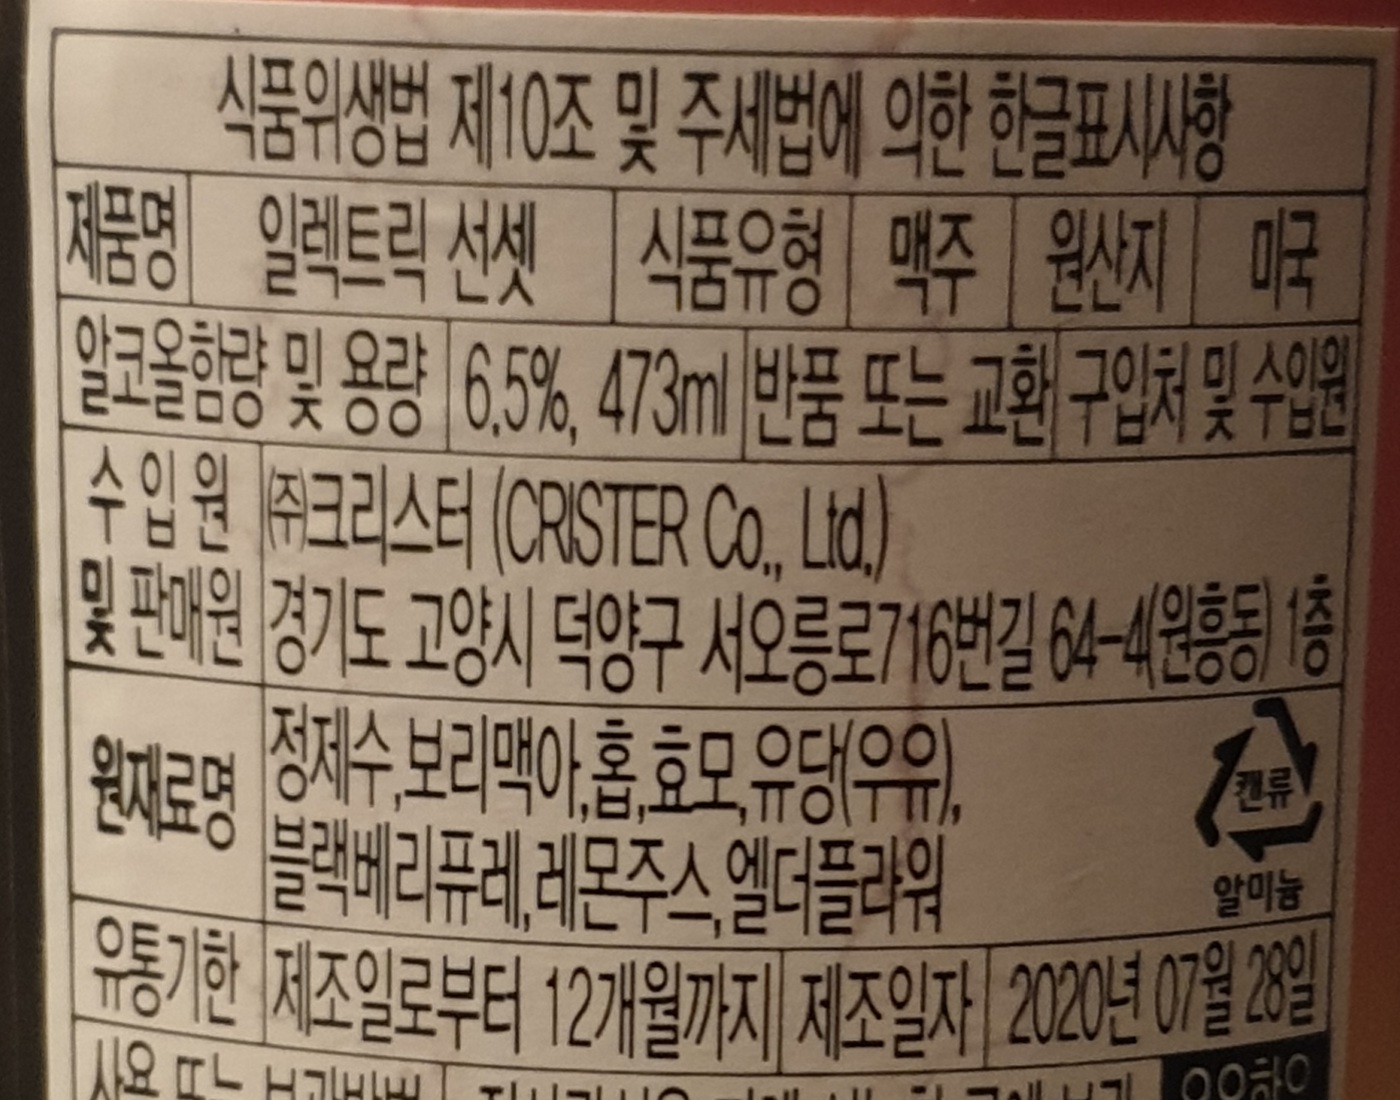 식품위생법 제10조 및 주세법에 의한 한글표시사항
제품명 일렉트릭 선셋 식품유형 맥주 원산지 미국
알코올함량 및 용량 6.5%, 473ml 반품 또는 교환 구입처 및 수입원
수입원 ㈜크리스터 (CRISTER Co., Ltd.)
및 판매원 경기도 고양시 덕양구 서오릉로716번길 64-4(원흥동) 1층
원재료명 정제수,보리맥아,홉,효모,유당(우유),
블랙베리퓨레,레몬주스,엘더플라워
캔류
알미늄
유통기한 제조일로부터 12개월까지 제조일자 2020년 07월 28일
사용 또는 보관방법